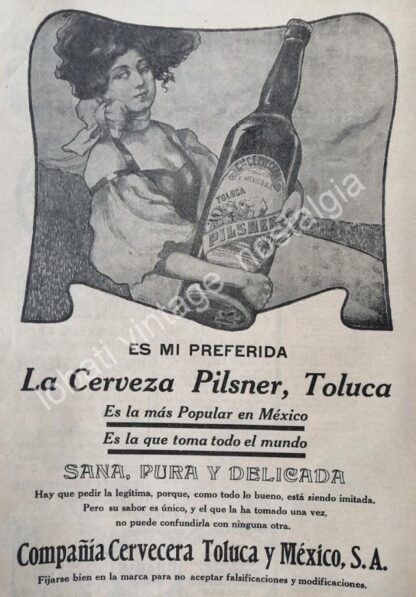 Cía. CERVECERA
TOLUCA
PILSNER
ES MI PREFERIDA
La Cerveza Pilsner, Toluca
Es la más Popular en México
Es la que toma todo el mundo
SANA, PURA Y DELICADA
Hay que pedir la legítima, porque, como todo lo bueno, está siendo imitada.
Pero su sabor es único, y el que la ha tomado una vez,
no puede confundirla con ninguna otra.
Compañía Cervecera Toluca y México, S. A.
Fijarse bien en la marca para no aceptar falsificaciones y modificaciones.
lobati vintage nostalgia